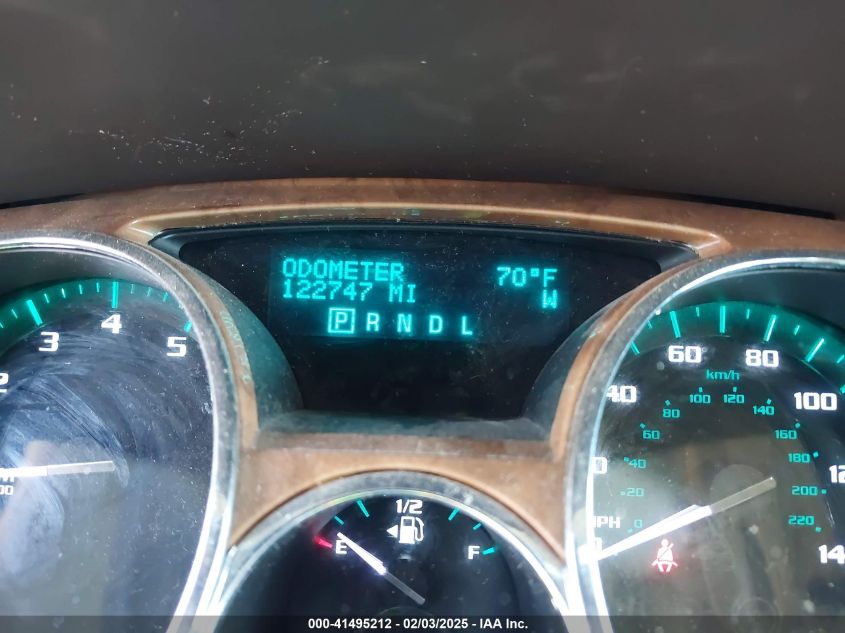 ODOMETER 70°F
122747 MI W
P R N D L
2 3 4 5
40 60 80 100
km/h
0 20 40 60 80 100 120 140 160 180 200 220
MPH
1/2
E F
000-41495212 - 02/03/2025 - IAA Inc.